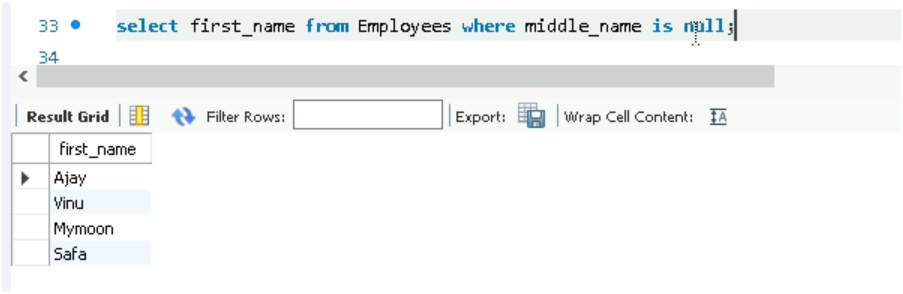 33 select first_name from Employees where middle_name is null;
34
Result Grid Filter Rows: Export: Wrap Cell Content: IA
first_name
Ajay
Vinu
Mymoon
Safa